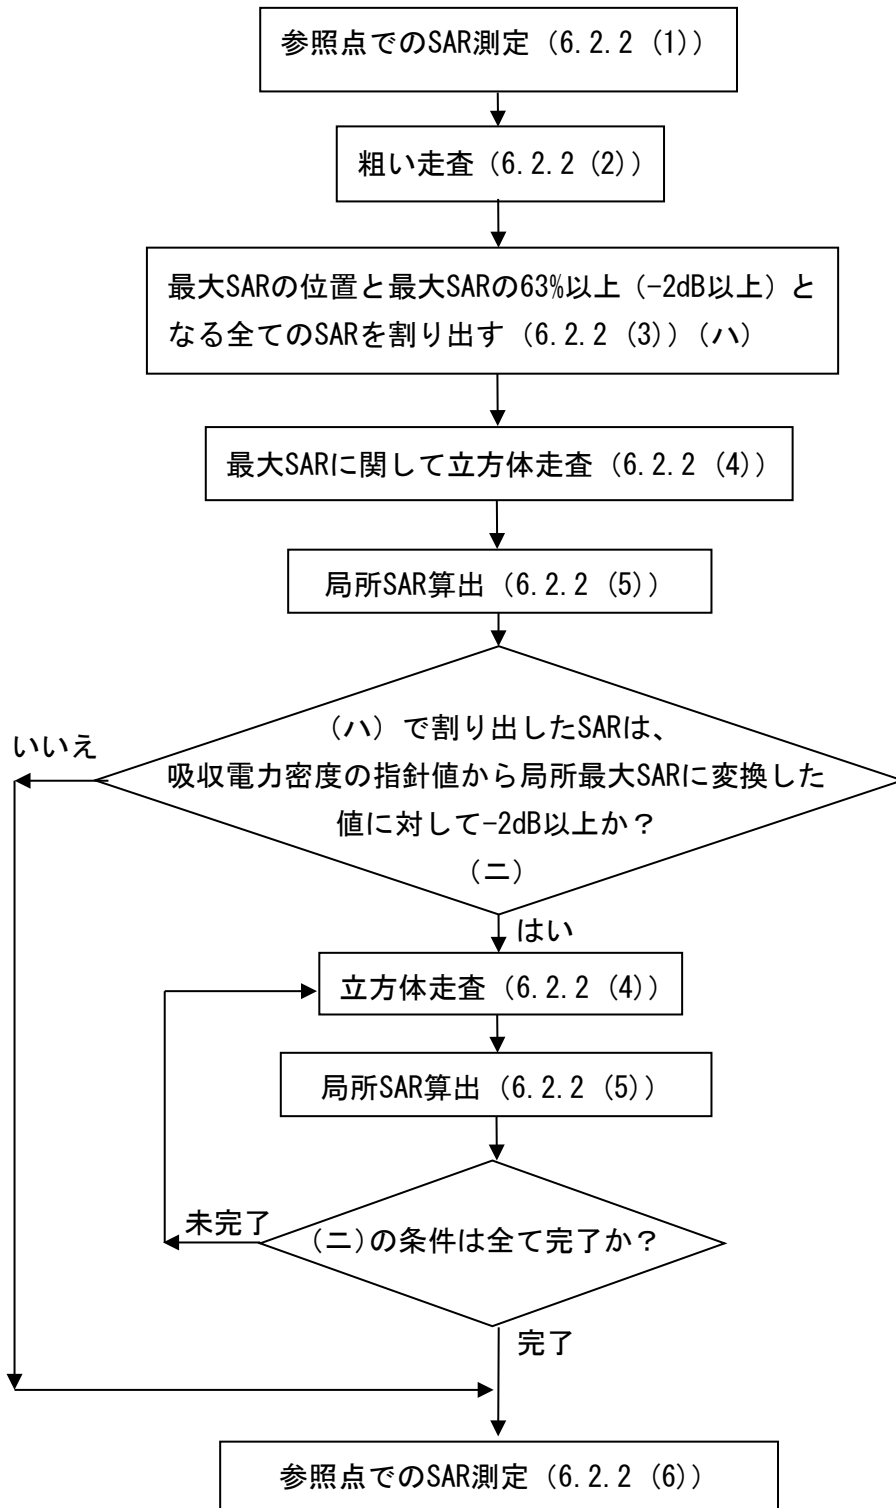 参照点でのSAR測定（6.2.2（1））
粗い走査（6.2.2（2））
最大SARの位置と最大SARの63%以上（-2dB以上）と
なる全てのSARを割り出す（6.2.2（3））（ハ）
最大SARに関して立方体走査（6.2.2（4））
局所SAR算出（6.2.2（5））
（ハ）で割り出したSARは、
吸収電力密度の指針値から局所最大SARに変換した
値に対して-2dB以上か？
（ニ）
いいえ
はい
立方体走査（6.2.2（4））
局所SAR算出（6.2.2（5））
（ニ）の条件は全て完了か？
未完了
完了
参照点でのSAR測定（6.2.2（6））